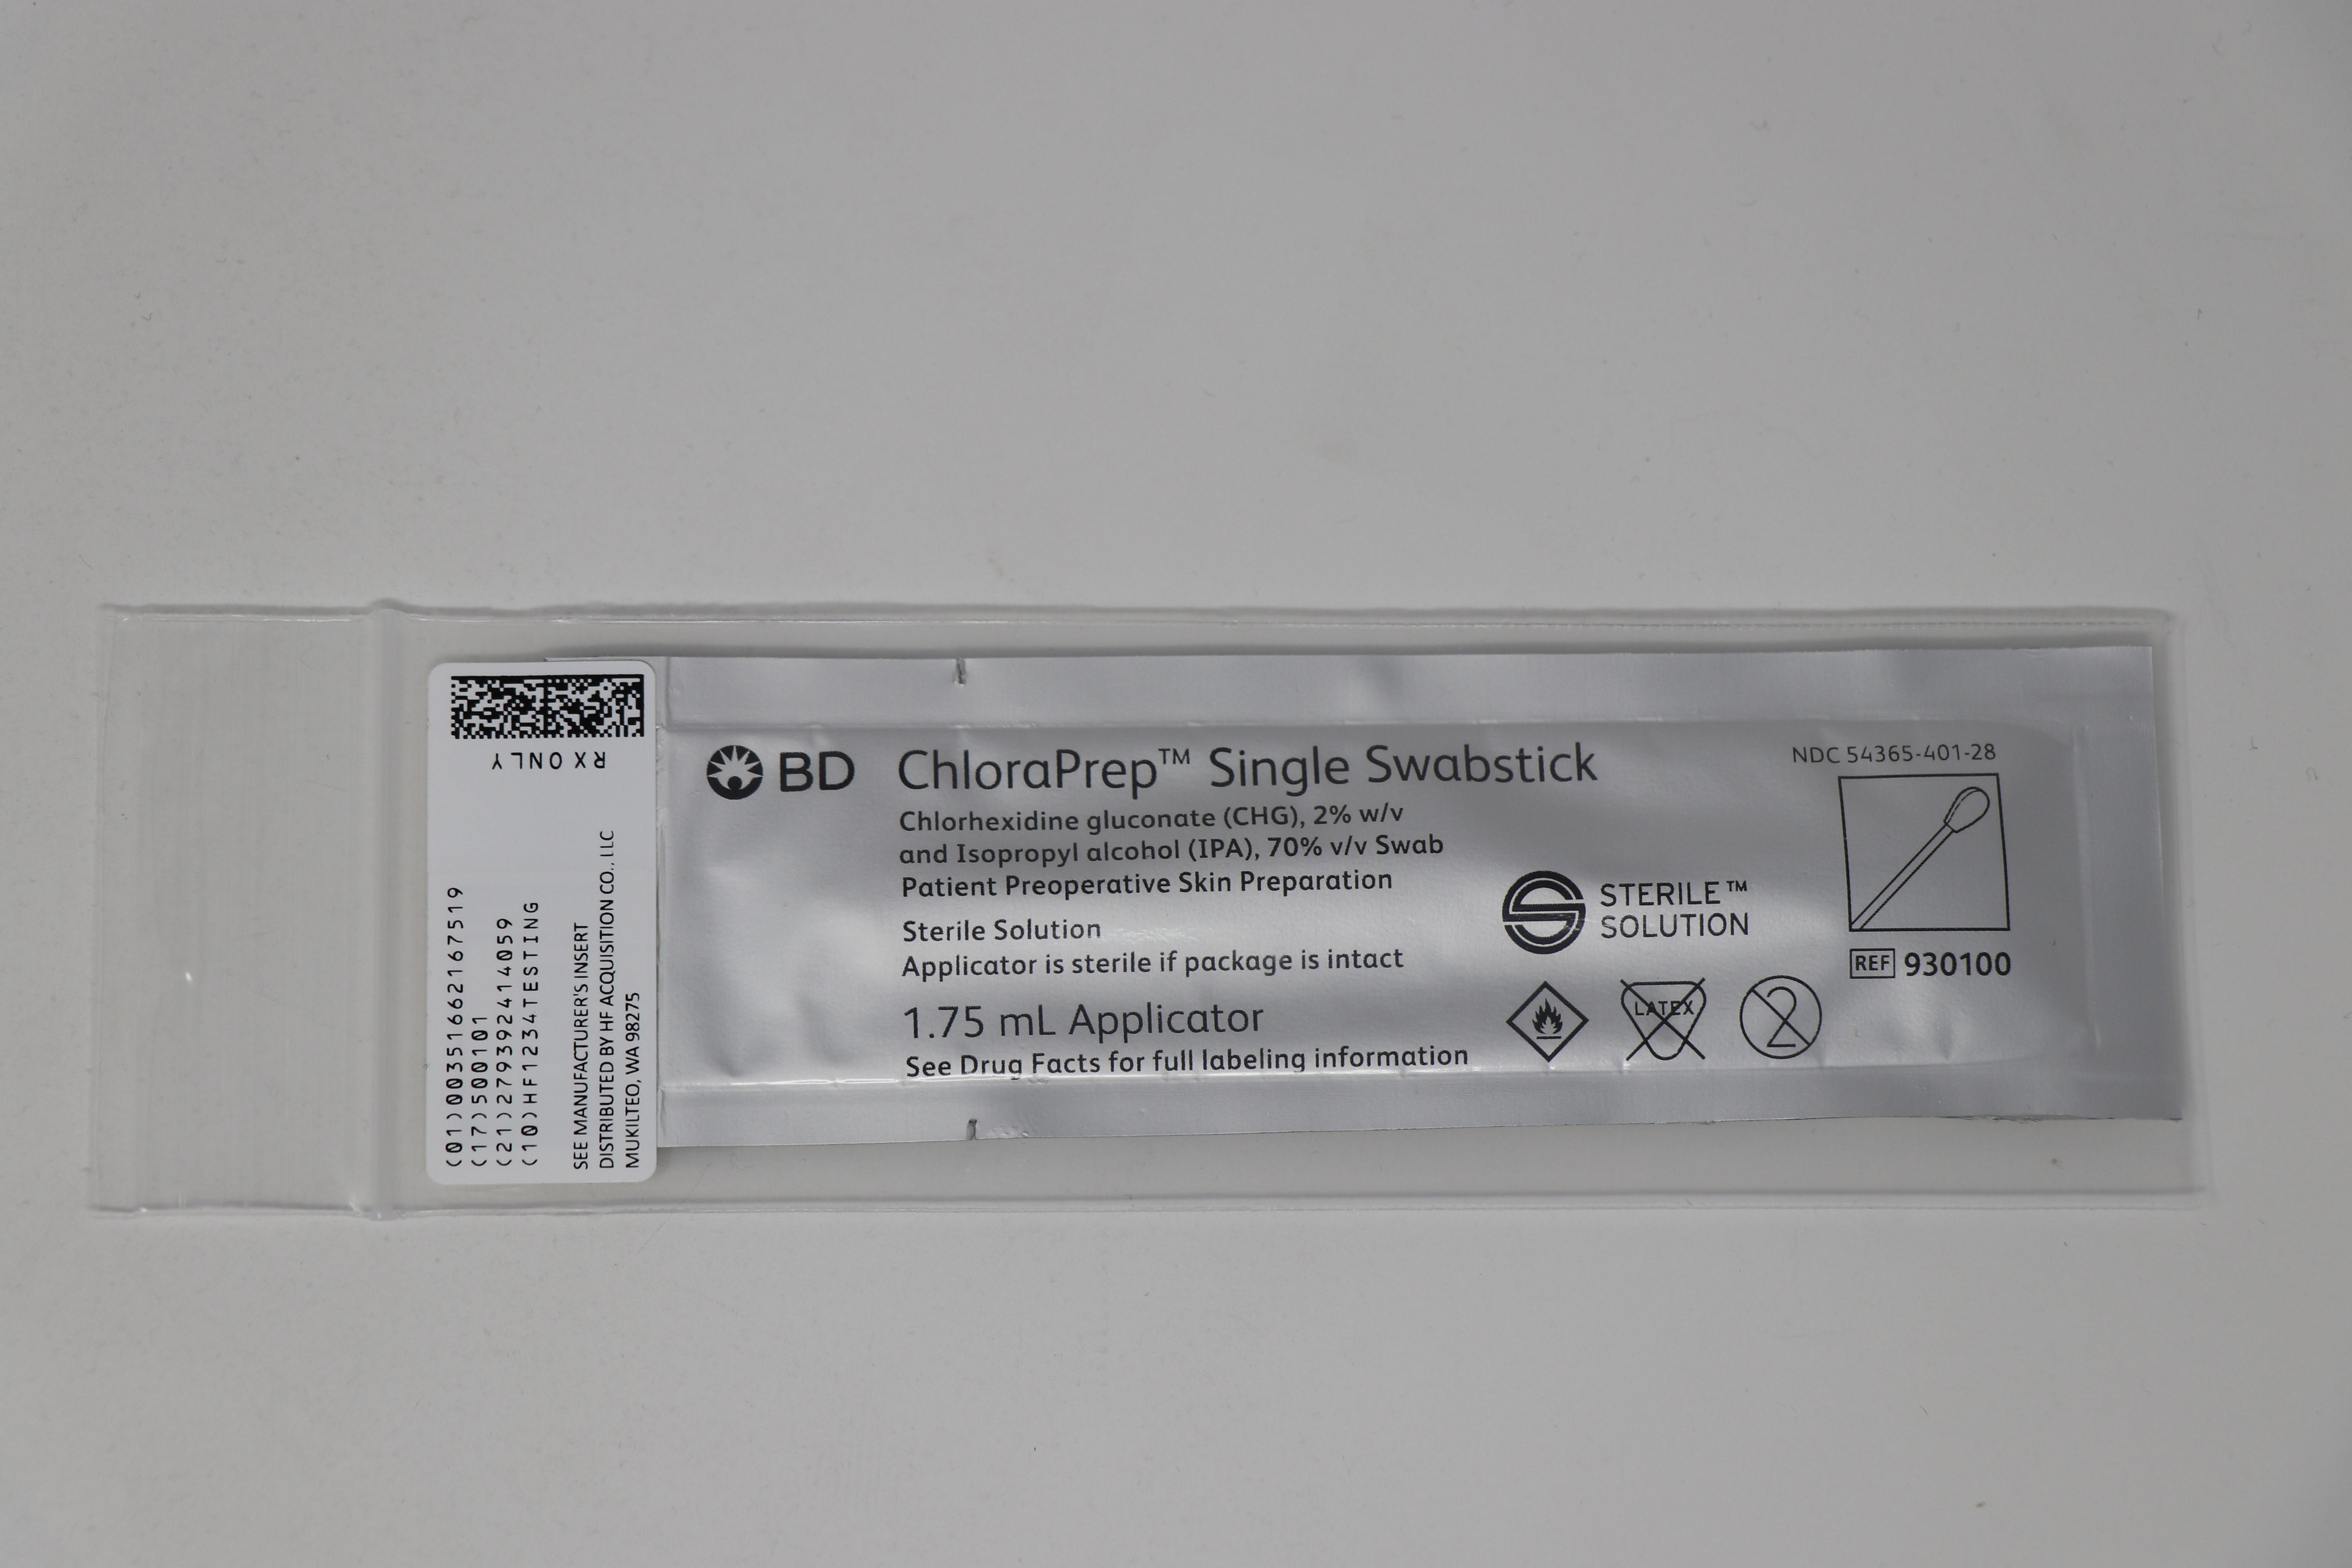 (01)00351662167519
(17)500101
(21)279392414059
(10)HF1234TESTING
SEE MANUFACTURER'S INSERT
DISTRIBUTED BY HF ACQUISITION CO., LLC
MUKILTEO, WA 98275
RX ONLY
BD
ChloraPrep™ Single Swabstick
Chlorhexidine gluconate (CHG), 2% w/v
and Isopropyl alcohol (IPA), 70% v/v Swab
Patient Preoperative Skin Preparation
Sterile Solution
Applicator is sterile if package is intact
1.75 mL Applicator
See Drug Facts for full labeling information
STERILE™
SOLUTION
LATEX
2
NDC 54365-401-28
REF 930100